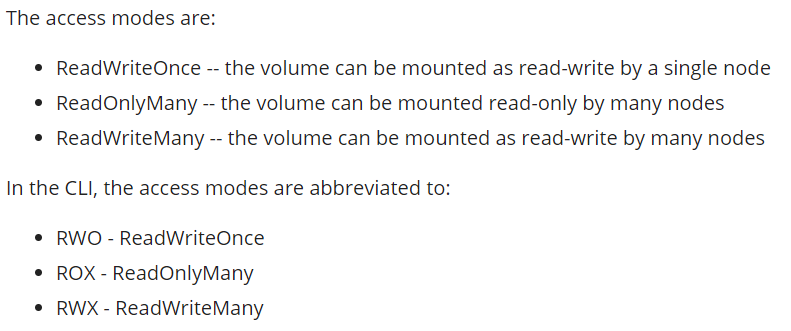 The access modes are:
• ReadWriteOnce -- the volume can be mounted as read-write by a single node
• ReadOnlyMany -- the volume can be mounted read-only by many nodes
• ReadWriteMany -- the volume can be mounted as read-write by many nodes
In the CLI, the access modes are abbreviated to:
• RWO - ReadWriteOnce
• ROX - ReadOnlyMany
• RWX - ReadWriteMany